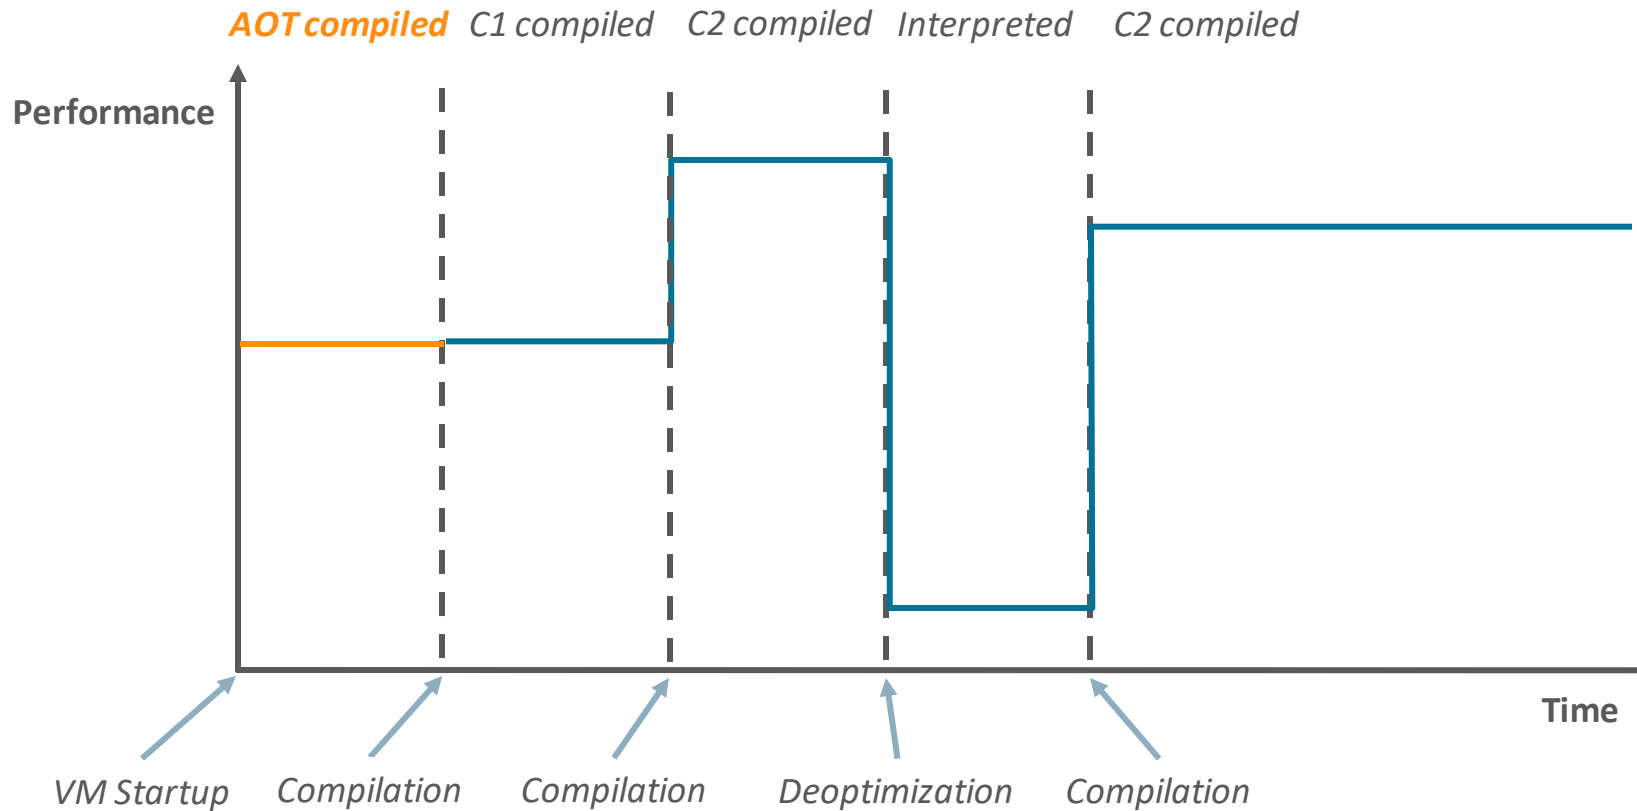 AOT compiled
C1 compiled
C2 compiled
Interpreted
C2 compiled
Performance
Time
VM Startup
Compilation
Compilation
Deoptimization
Compilation